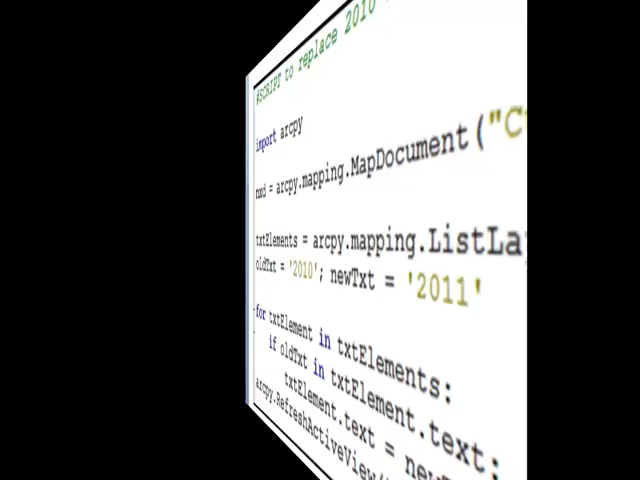 #SCRIPT to replace 2010
import arcpy
mxd = arcpy.mapping.MapDocument("C
txtElements = arcpy.mapping.ListLa
oldTxt = '2010'; newTxt = '2011'
for txtElement in txtElements:
if oldTxt in txtElement.text:
txtElement.text = newT
arcpy.RefreshActiveView(